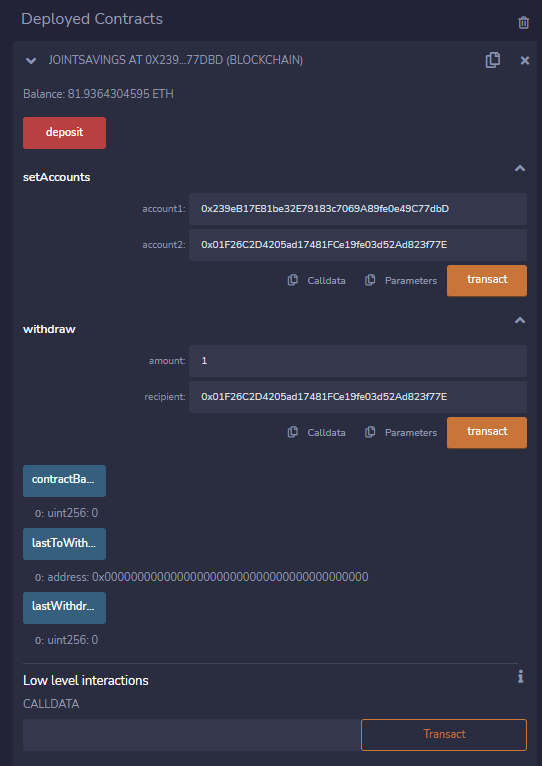 Deployed Contracts
JOINTSAVINGS AT 0X239...77DBD (BLOCKCHAIN)
Balance: 81.9364304595 ETH
deposit
setAccounts
account1: 0x239eB17E81be32E79183c7069A89fe0e49C77dbD
account2: 0x01F26C2D4205ad17481FCe19fe03d52Ad823f77E
Calldata Parameters transact
withdraw
amount: 1
recipient: 0x01F26C2D4205ad17481FCe19fe03d52Ad823f77E
Calldata Parameters transact
contractBa...
0: uint256: 0
lastToWith...
0: address: 0x0000000000000000000000000000000000000000
lastWithdr...
0: uint256: 0
Low level interactions
CALLDATA
Transact